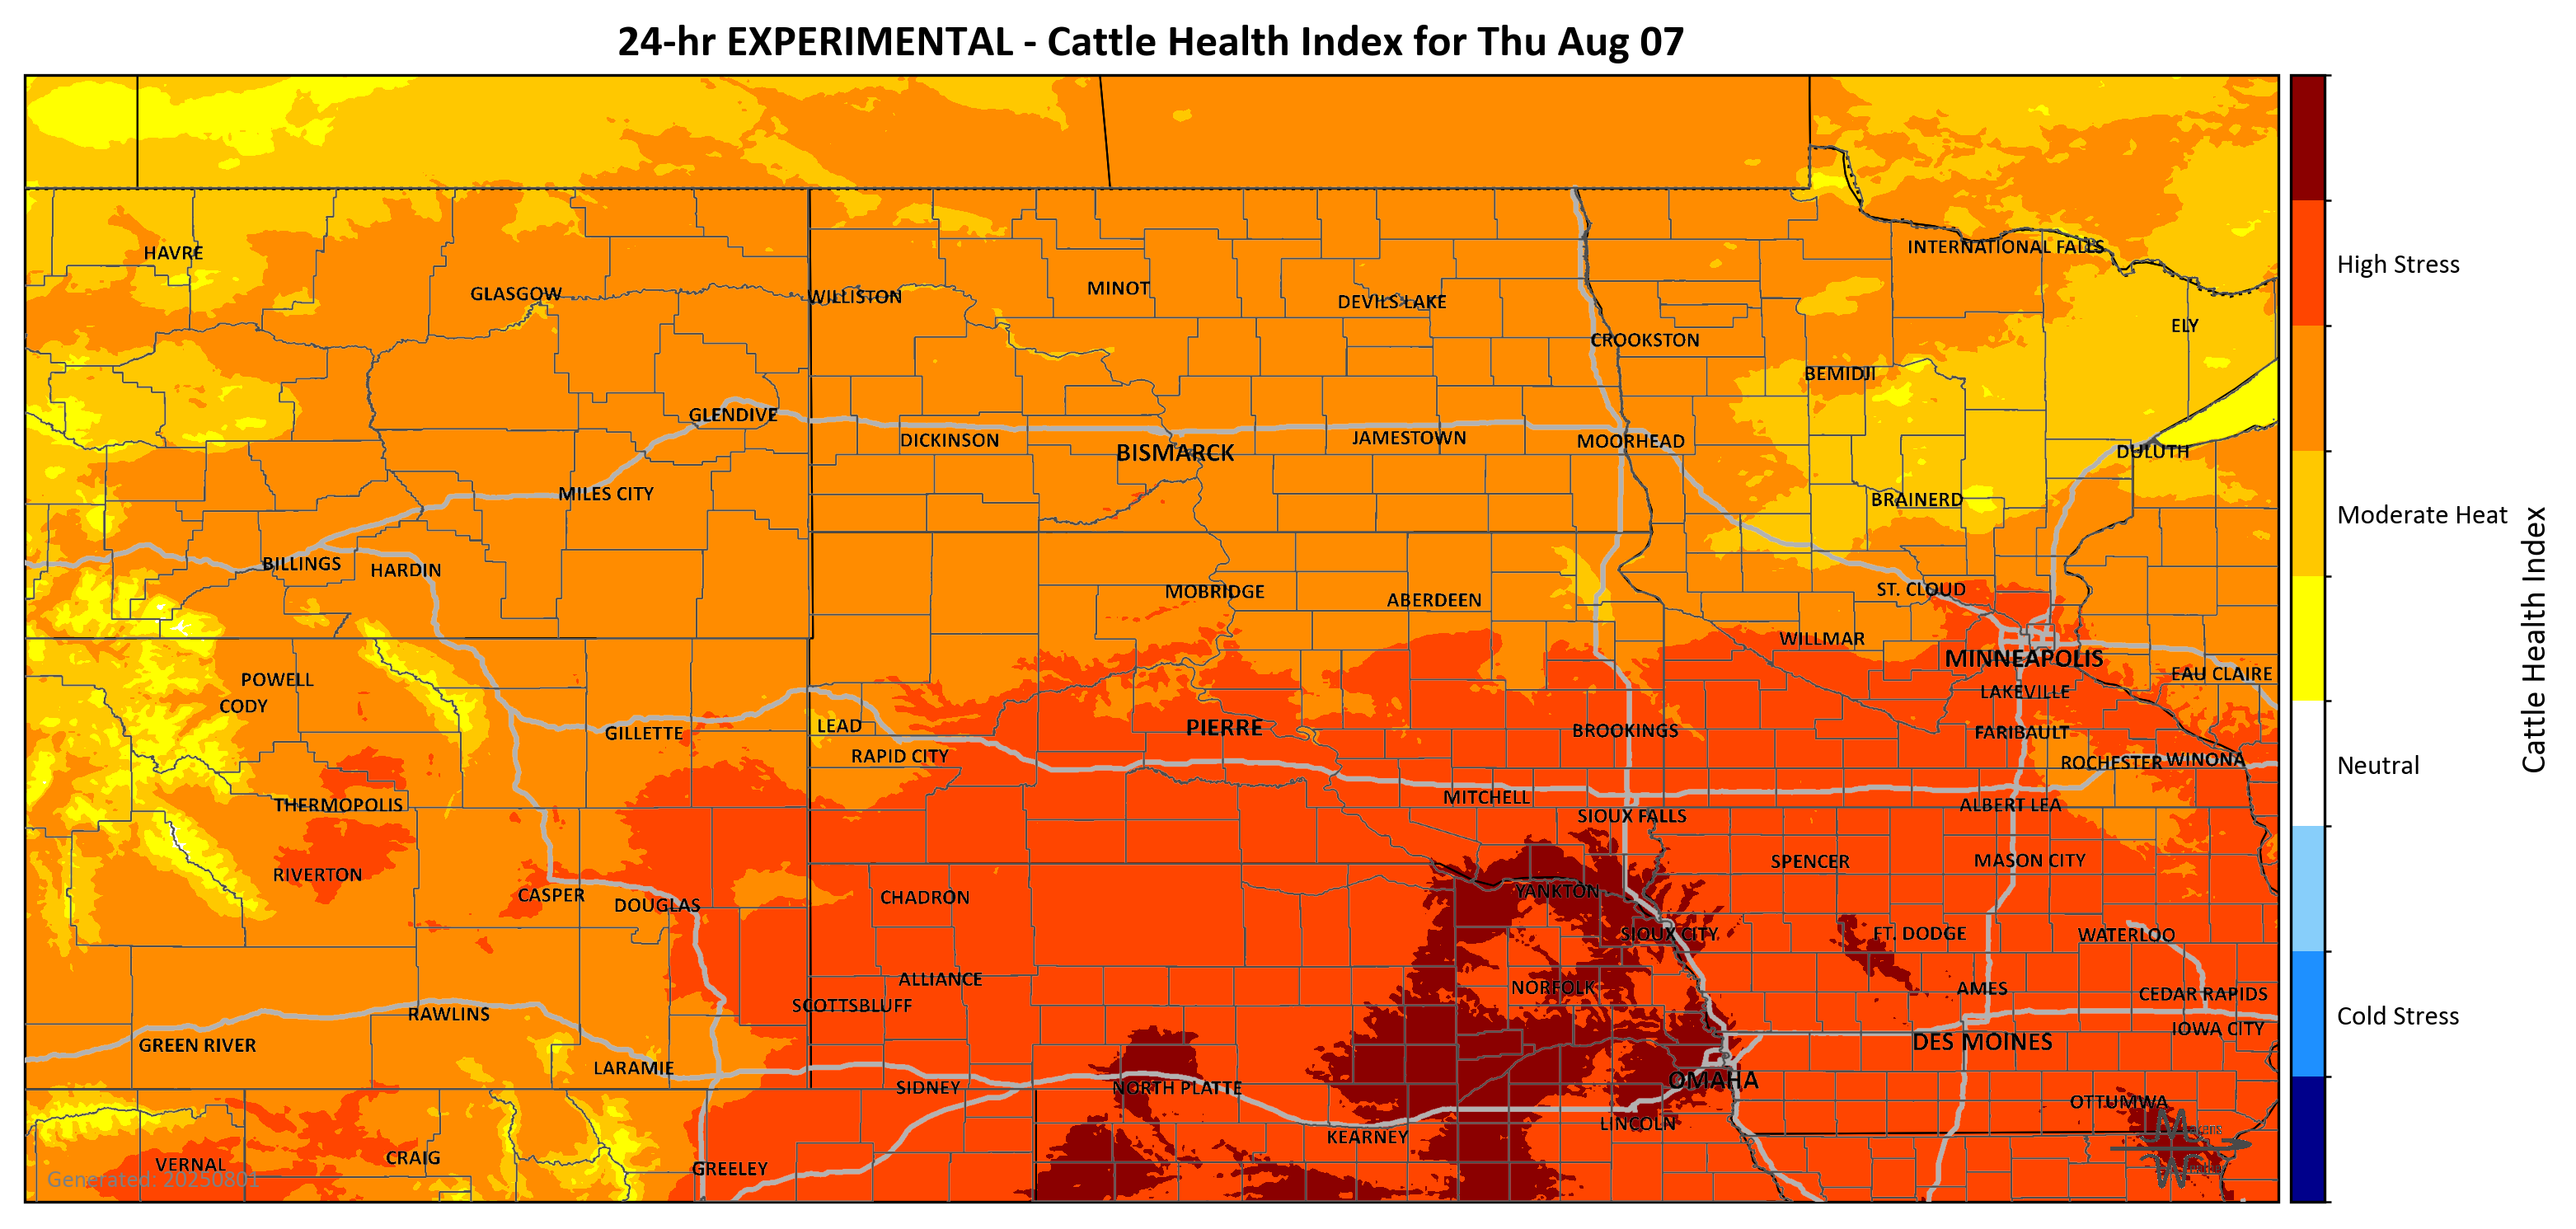 24-hr EXPERIMENTAL - Cattle Health Index for Thu Aug 07
HAVRE
INTERNATIONAL FALLS
GLASGOW
WILLISTON
MINOT
DEVILS LAKE
High Stress
ELY
CROOKSTON
BEMIDJI
GLENDIVE
DICKINSON
BISMARCK
JAMESTOWN
MOORHEAD
DULUTH
MILES CITY
BRAINERD
Moderate Heat
BILLINGS
HARDIN
MOBRIDGE
ABERDEEN
ST. CLOUD
WILLMAR
MINNEAPOLIS
EAU CLAIRE
Cattle Health Index
POWELL
CODY
LAKEVILLE
GILLETTE
LEAD
PIERRE
BROOKINGS
FARIBAULT
RAPID CITY
ROCHESTER
WINONA
Neutral
THERMOPOLIS
MITCHELL
SIOUX FALLS
ALBERT LEA
RIVERTON
SPENCER
MASON CITY
CASPER
DOUGLAS
CHADRON
YANKTON
SIOUX CITY
FT. DODGE
WATERLOO
ALLIANCE
NORFOLK
AMES
CEDAR RAPIDS
SCOTTSBLUFF
RAWLINS
Cold Stress
IOWA CITY
GREEN RIVER
DES MOINES
LARAMIE
SIDNEY
NORTH PLATTE
OMAHA
OTTUMWA
LINCOLN
KEARNEY
VERNAL
CRAIG
GREELEY
Generated: 20250801